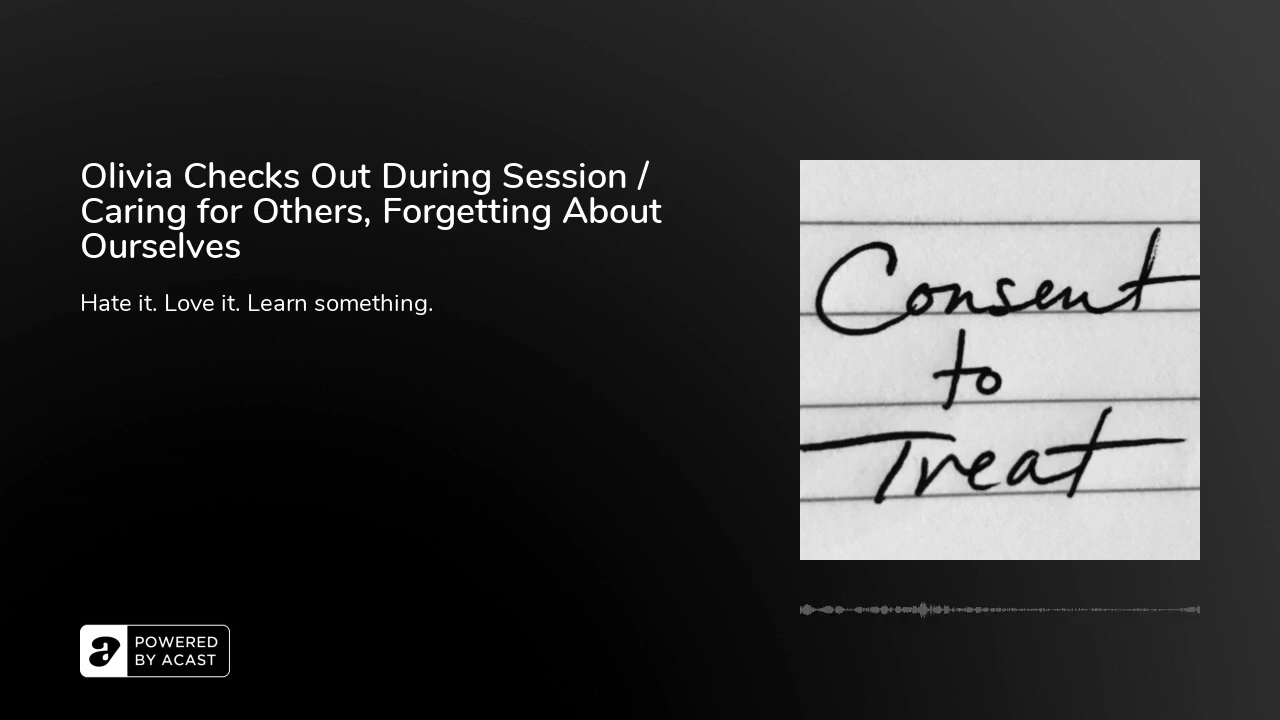 Olivia Checks Out During Session /
Caring for Others, Forgetting About
Ourselves
Hate it. Love it. Learn something.
Consent
to
Treat
a
POWERED
BY ACAST